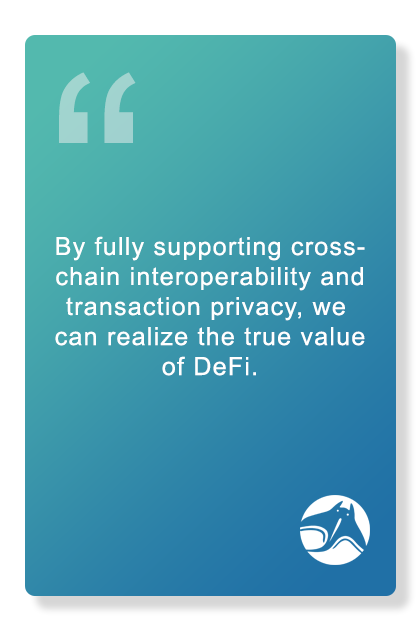 “
By fully supporting cross-
chain interoperability and
transaction privacy, we
can realize the true value
of DeFi.